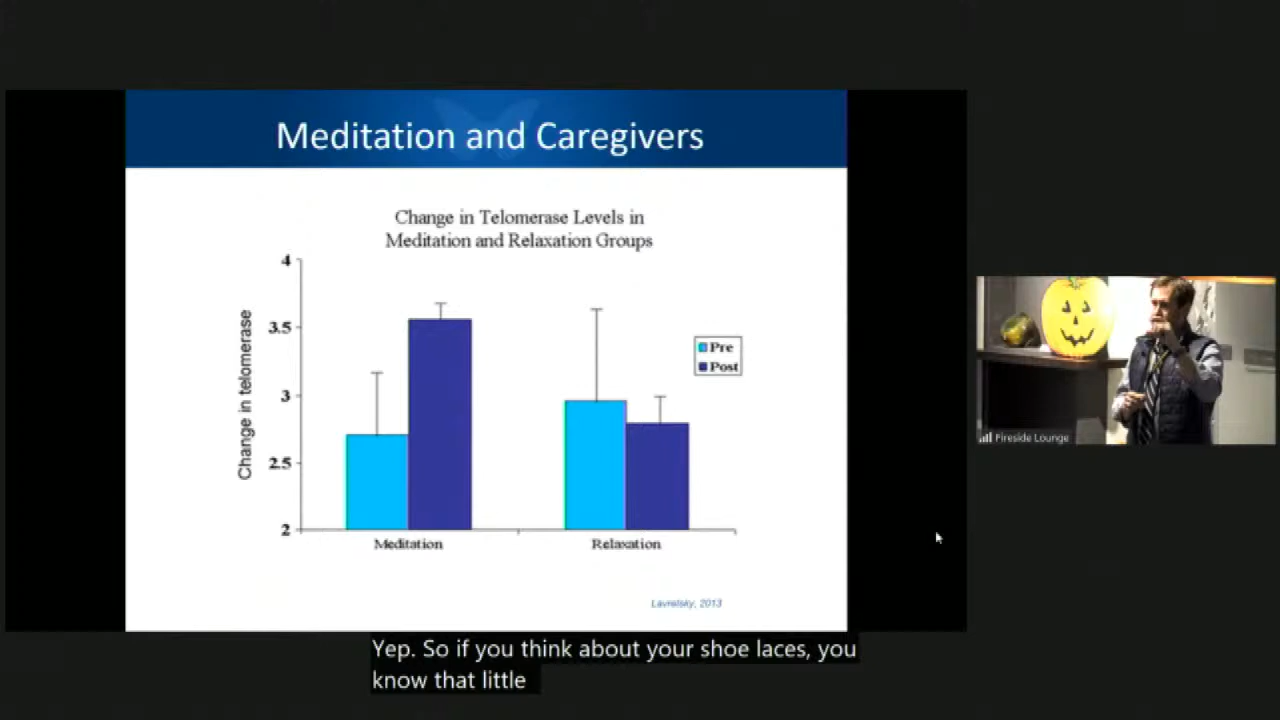 Meditation and Caregivers
Change in Telomerase Levels in
Meditation and Relaxation Groups
Change in telomerase
4
3.5
3
2.5
2
Pre
Post
Meditation
Relaxation
Lavretsky, 2013
Fireside Lounge
Yep. So if you think about your shoe laces, you
know that little